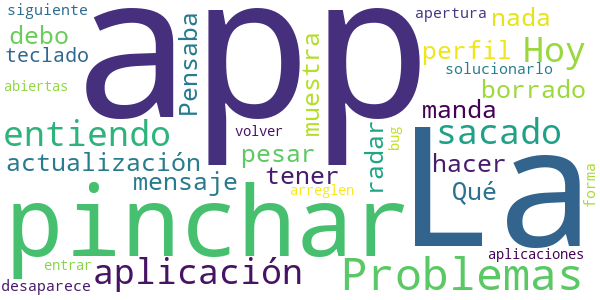 siguiente
app
apertura
nada
debo
Pensaba
muestra
perfil
Hoy
teclado
solucionarlo
abiertas
borrado
manda
entiendo
volver
bug
sacado
La
actualización
pesar
radar
hacer
mensaje
tener
arreglen
Qué
forma
pinchar
aplicaciones
entrar
aplicación
Problemas
desaparece